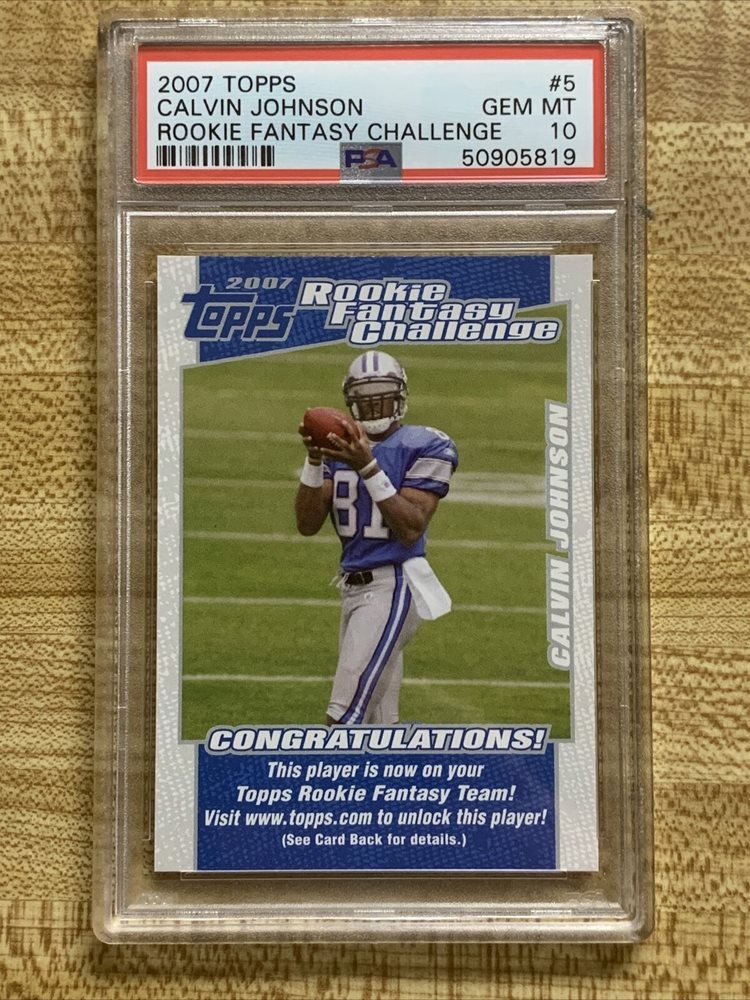 2007 TOPPS #5
CALVIN JOHNSON GEM MT
ROOKIE FANTASY CHALLENGE 10
PSA 50905819
2007
topps
Rookie
Fantasy
Challenge
81
CALVIN JOHNSON
CONGRATULATIONS!
This player is now on your
Topps Rookie Fantasy Team!
Visit www.topps.com to unlock this player!
(See Card Back for details.)